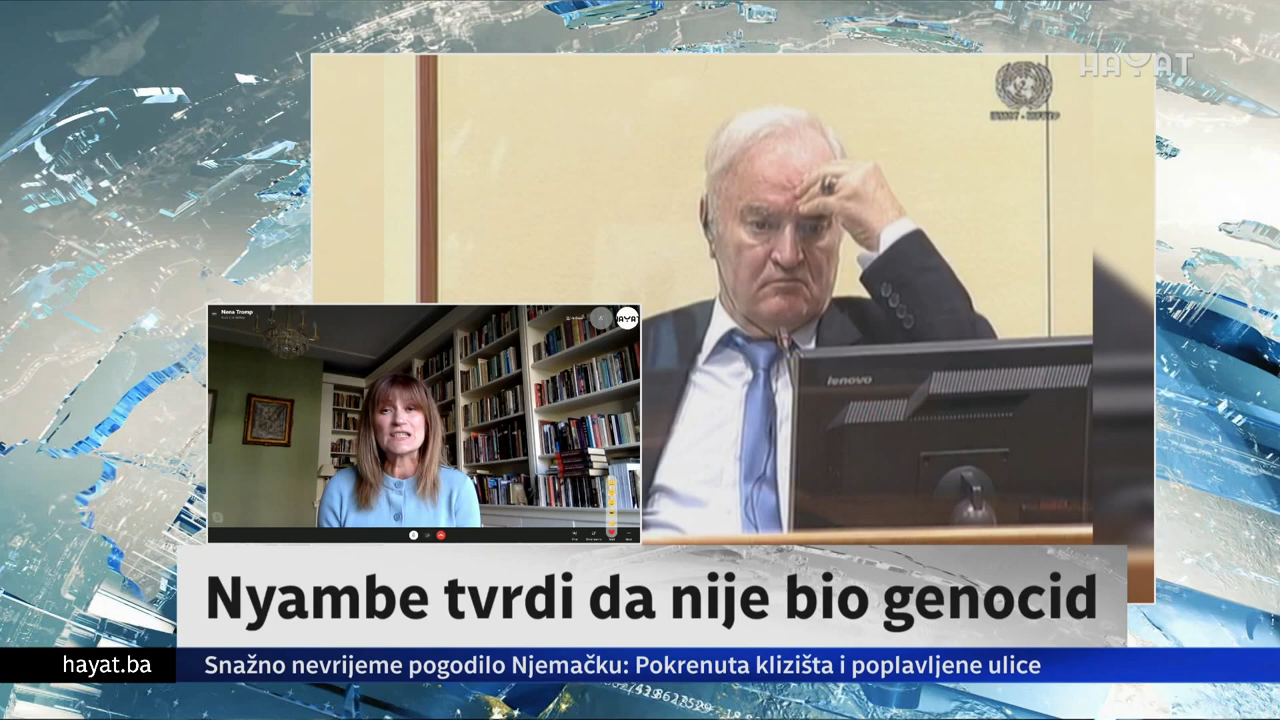 HAYAT
Nena Tromp
HAYAT
lenovo
Nyambe tvrdi da nije bio genocid
hayat.ba
Snažno nevrijeme pogodilo Njemačku: Pokrenuta klizišta i poplavljene ulice